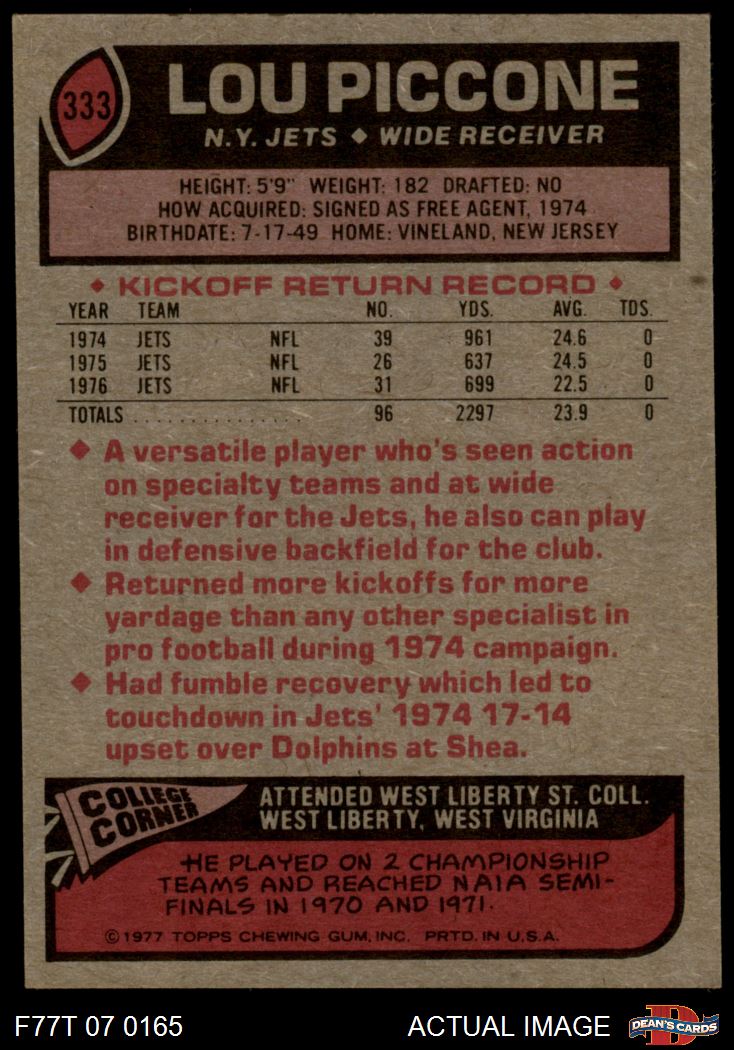 333
LOU PICCONE
N.Y. JETS ◆ WIDE RECEIVER
HEIGHT: 5'9" WEIGHT: 182 DRAFTED: NO
HOW ACQUIRED: SIGNED AS FREE AGENT, 1974
BIRTHDATE: 7-17-49 HOME: VINELAND, NEW JERSEY
◆ KICKOFF RETURN RECORD ◆
YEAR TEAM NO. YDS. AVG. TDS.
1974 JETS NFL 39 961 24.6 0
1975 JETS NFL 26 637 24.5 0
1976 JETS NFL 31 699 22.5 0
TOTALS ................ 96 2297 23.9 0
◆ A versatile player who's seen action
on specialty teams and at wide
receiver for the Jets, he also can play
in defensive backfield for the club.
◆ Returned more kickoffs for more
yardage than any other specialist in
pro football during 1974 campaign.
◆ Had fumble recovery which led to
touchdown in Jets' 1974 17-14
upset over Dolphins at Shea.
COLLEGE
CORNER
ATTENDED WEST LIBERTY ST. COLL.
WEST LIBERTY, WEST VIRGINIA
HE PLAYED ON 2 CHAMPIONSHIP
TEAMS AND REACHED NAIA SEMI-
FINALS IN 1970 AND 1971.
© 1977 TOPPS CHEWING GUM, INC. PRTD. IN U.S.A.
F77T 07 0165 ACTUAL IMAGE
D
DEAN'S CARDS